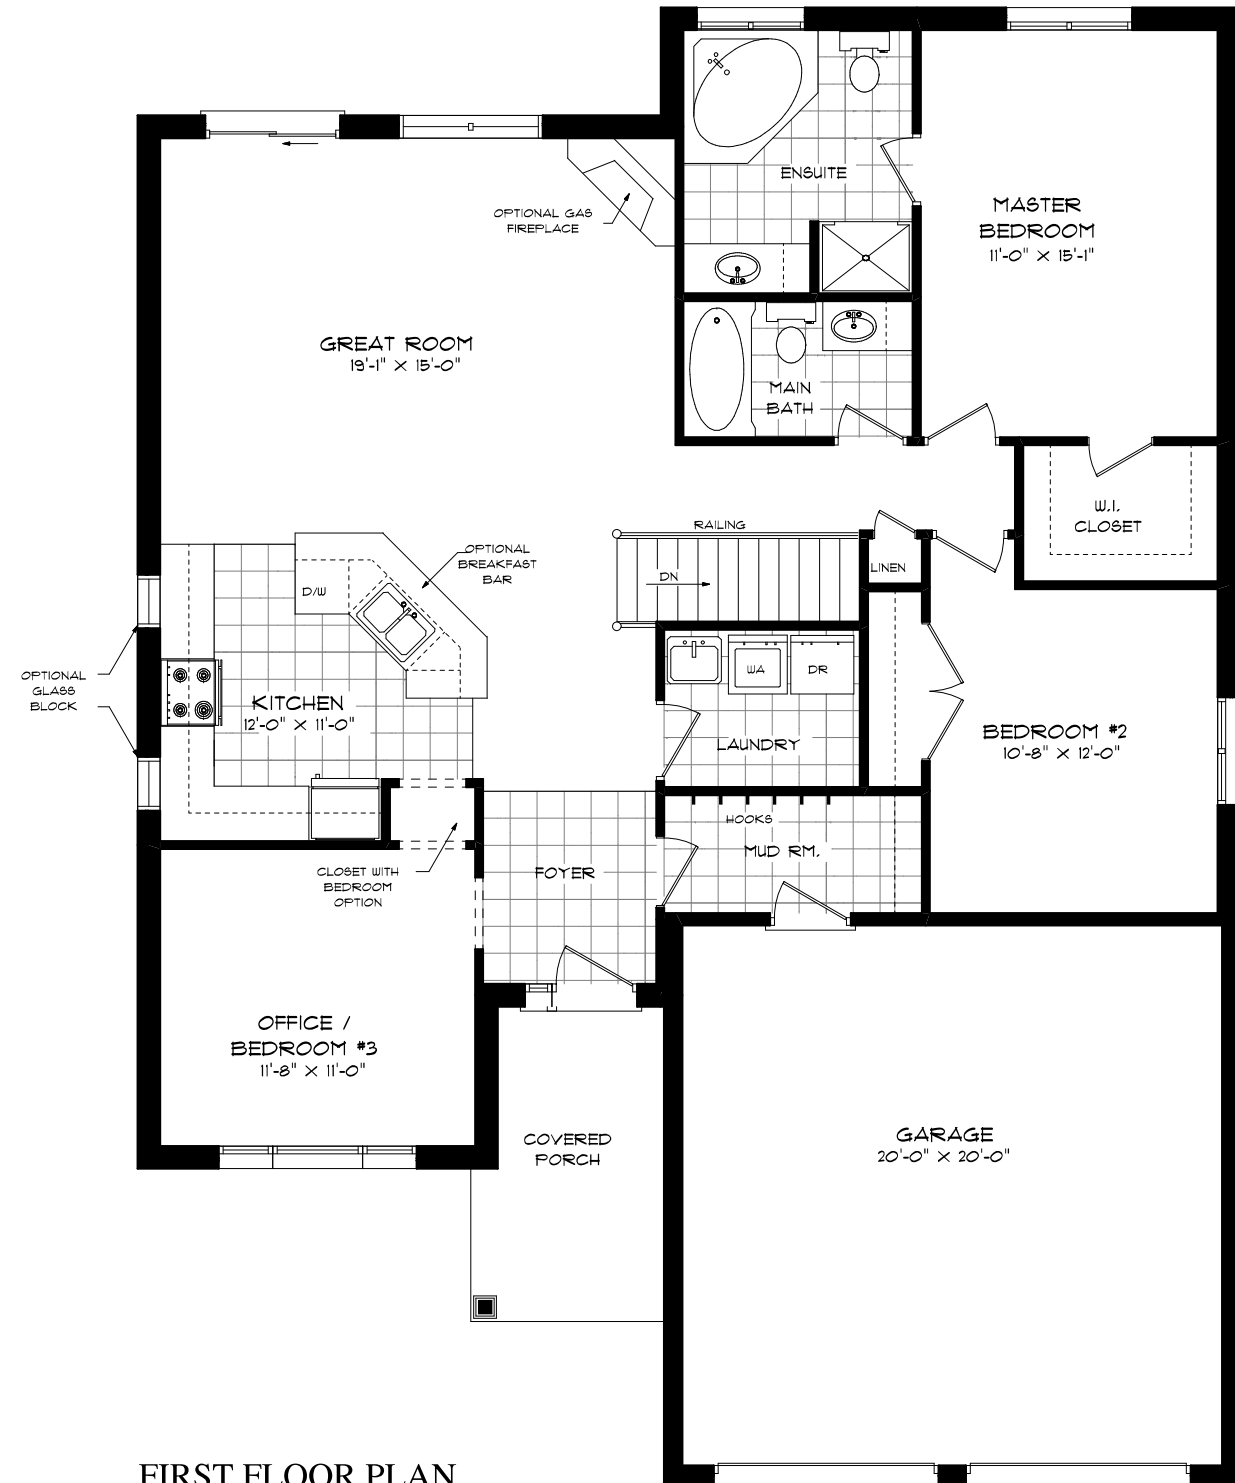 ENSUITE
MASTER
BEDROOM
11'-0" X 15'-1"
OPTIONAL GAS
FIREPLACE
GREAT ROOM
19'-1" X 15'-0"
MAIN
BATH
W.I.
CLOSET
RAILING
DN
LINEN
OPTIONAL
BREAKFAST
BAR
D/W
OPTIONAL
GLASS
BLOCK
KITCHEN
12'-0" X 11'-0"
WA
DR
LAUNDRY
BEDROOM #2
10'-8" X 12'-0"
HOOKS
MUD RM.
CLOSET WITH
BEDROOM
OPTION
FOYER
OFFICE /
BEDROOM #3
11'-8" X 11'-0"
COVERED
PORCH
GARAGE
20'-0" X 20'-0"
FIRST FLOOR PLAN